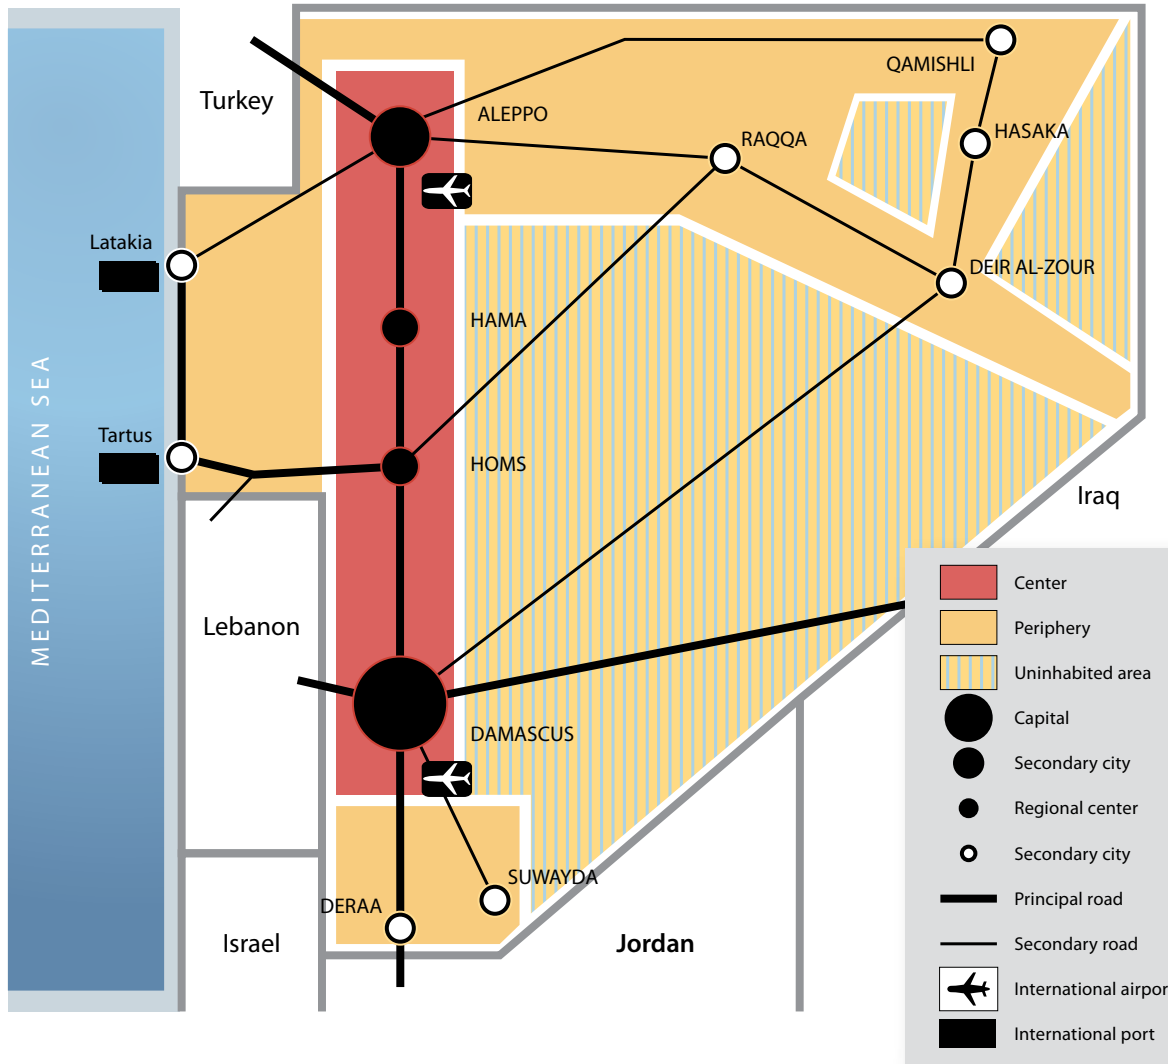 Turkey
ALEPPO
QAMISHLI
RAQQA
HASAKA
Latakia
DEIR AL-ZOUR
HAMA
MEDITERRANEAN SEA
Tartus
HOMS
Iraq
Lebanon
DAMASCUS
SUWAYDA
DERAA
Israel
Jordan
Center
Periphery
Uninhabited area
Capital
Secondary city
Regional center
Secondary city
Principal road
Secondary road
International airpor
International port